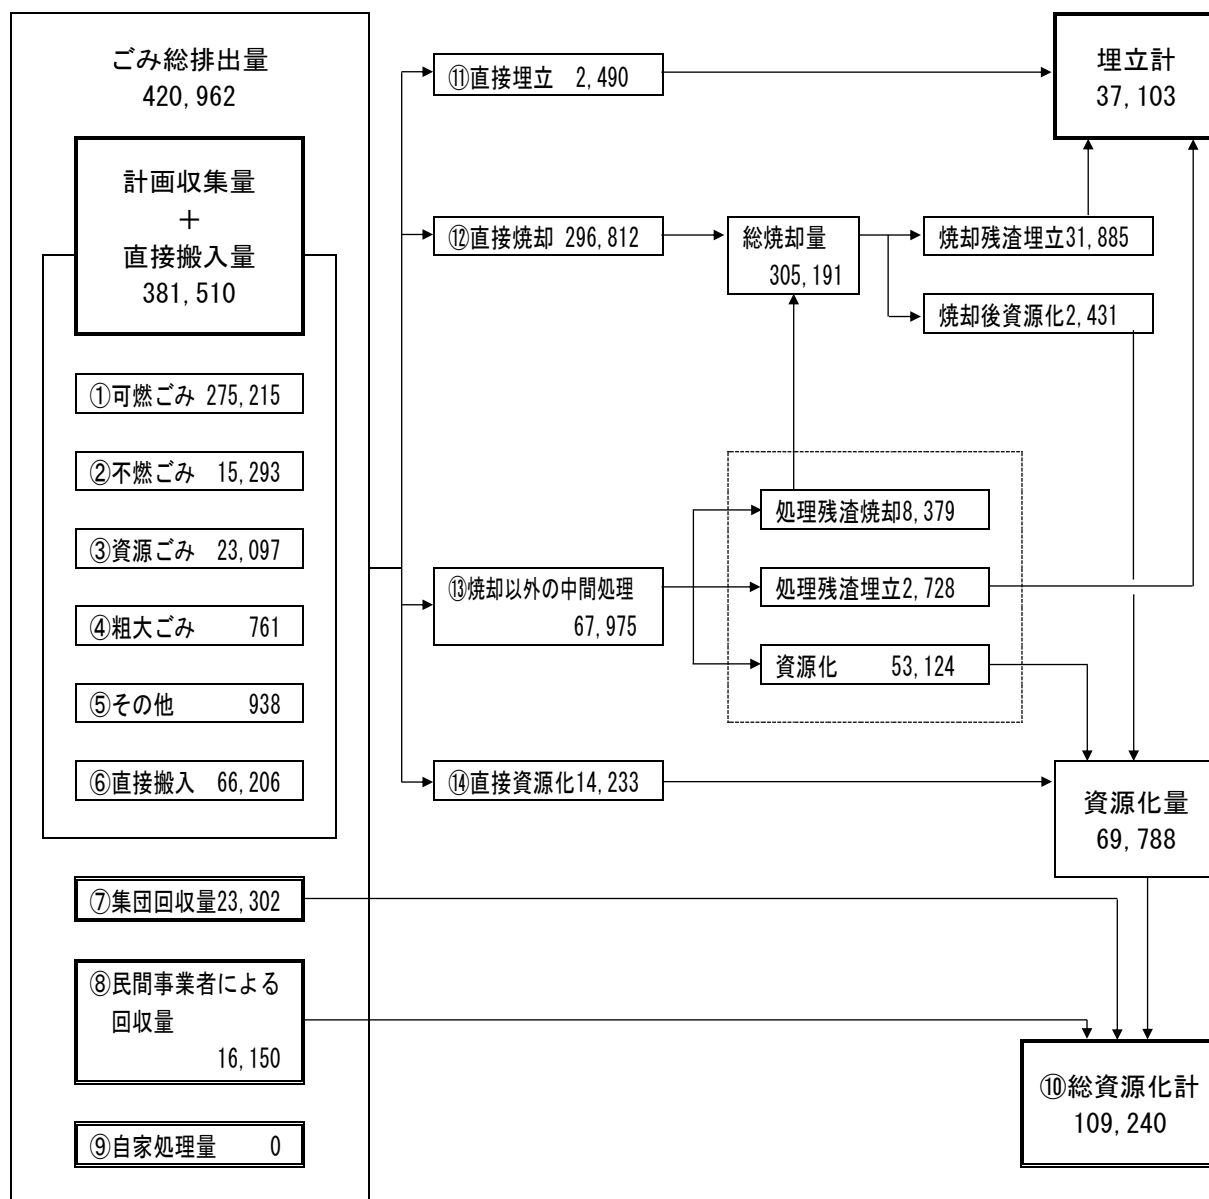 ごみ総排出量
420,962
計画収集量
＋
直接搬入量
381,510
①可燃ごみ 275,215
②不燃ごみ 15,293
③資源ごみ 23,097
④粗大ごみ 761
⑤その他 938
⑥直接搬入 66,206
⑦集団回収量23,302
⑧民間事業者による
回収量
16,150
⑨自家処理量 0
⑪直接埋立 2,490
⑫直接焼却 296,812
⑬焼却以外の中間処理
67,975
⑭直接資源化14,233
総焼却量
305,191
処理残渣焼却8,379
処理残渣埋立2,728
資源化 53,124
焼却残渣埋立31,885
焼却後資源化2,431
埋立計
37,103
資源化量
69,788
⑩総資源化計
109,240